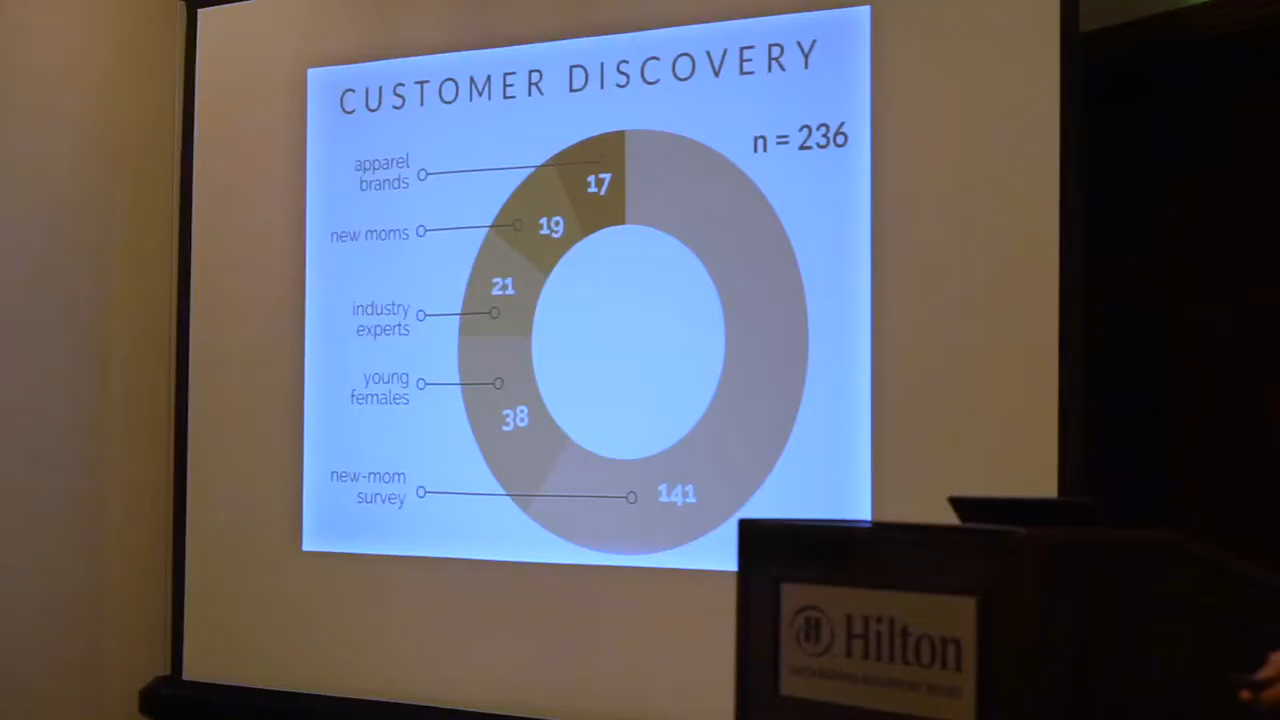 CUSTOMER DISCOVERY
n = 236
apparel
brands
17
new moms
19
21
industry
experts
young
females
38
new-mom
survey
141
H
Hilton